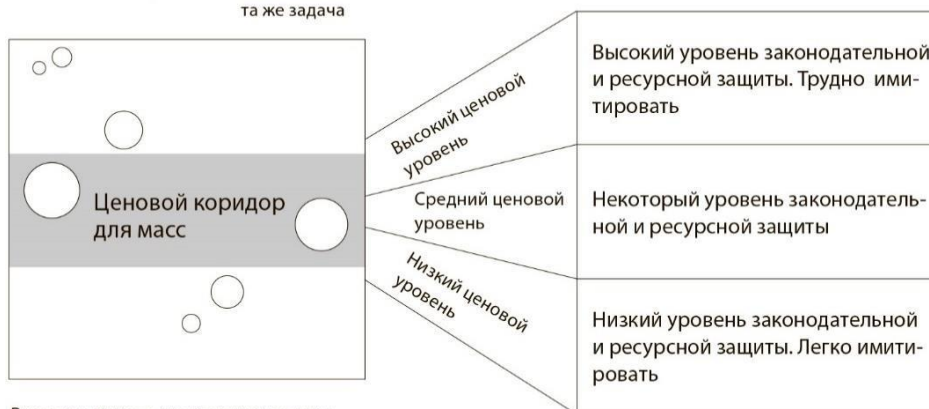 та же задача
Ценовой коридор
для масс
Высокий ценовой
уровень
Средний ценовой
уровень
Низкий ценовой
уровень
Высокий уровень законодательной
и ресурсной защиты. Трудно ими-
тировать
Некоторый уровень законодатель-
ной и ресурсной защиты
Низкий уровень законодательной
и ресурсной защиты. Легко имити-
ровать